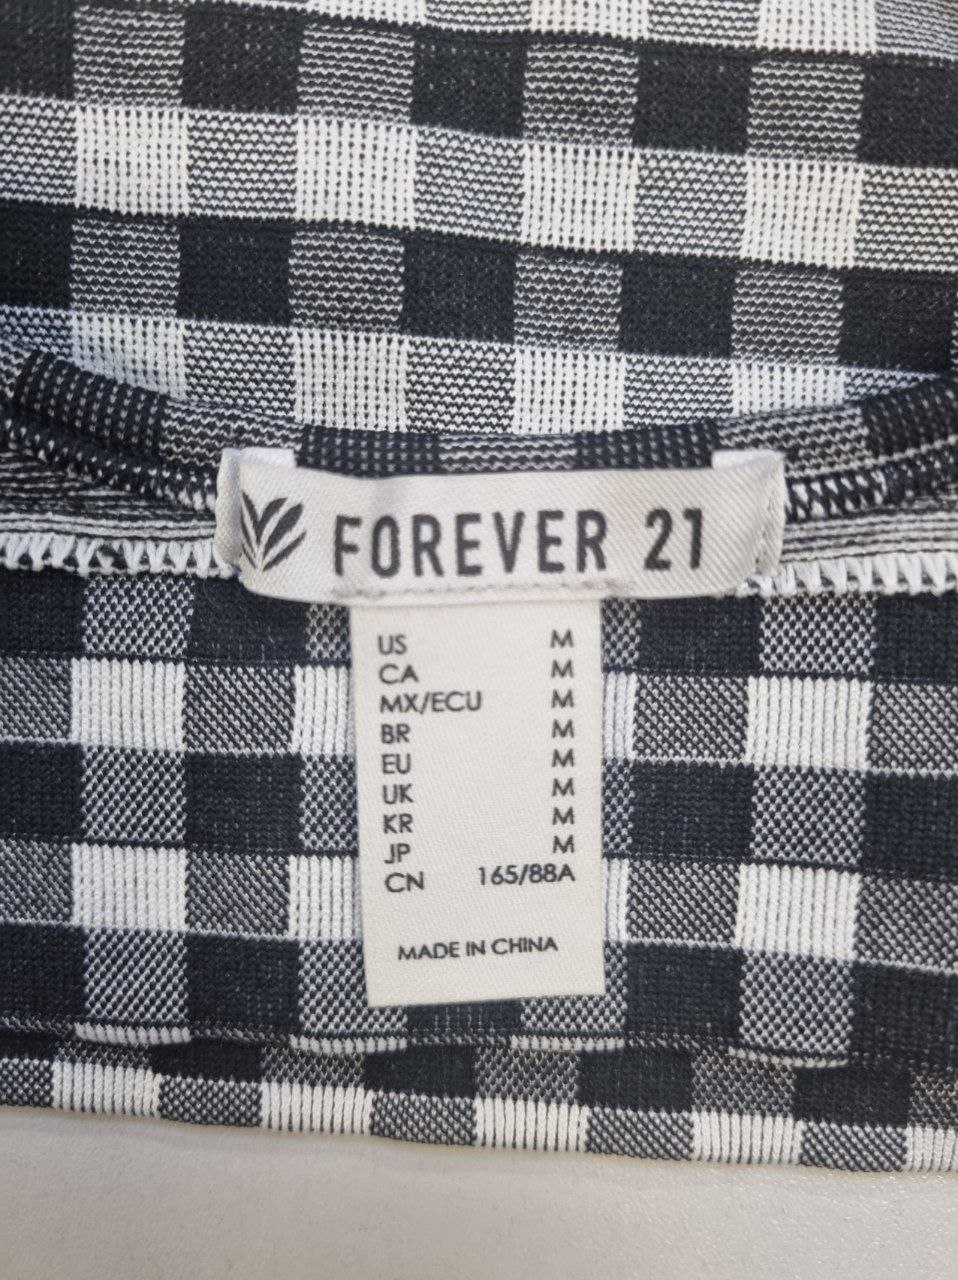 FOREVER 21
US M
CA M
MX/ECU M
BR M
EU M
UK M
KR M
JP M
CN 165/88A
MADE IN CHINA